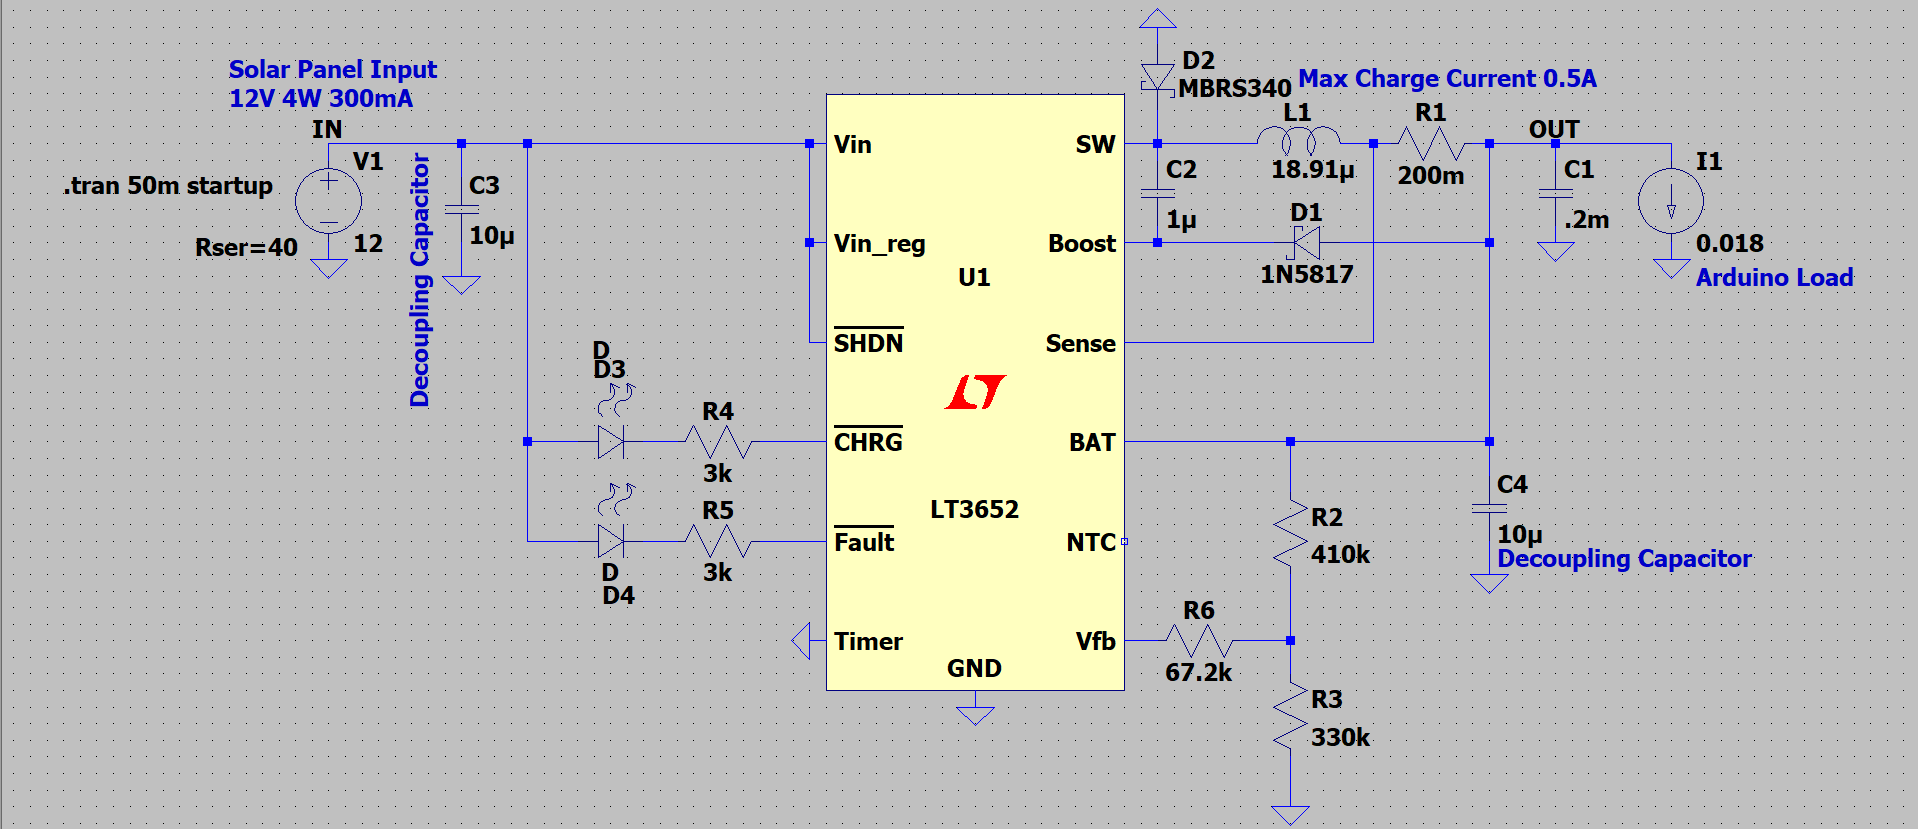 Solar Panel Input
12V 4W 300mA
IN
V1
.tran 50m startup
Rser=40
12
Decoupling Capacitor
C3
10µ
D
D3
R4
3k
R5
3k
D
D4
Vin
Vin_reg
SHDN
CHRG
Fault
Timer
U1
LT3652
GND
SW
Boost
Sense
BAT
NTC
Vfb
D2
MBRS340
Max Charge Current 0.5A
L1
18.91µ
R1
200m
OUT
C2
1µ
D1
1N5817
C1
.2m
I1
0.018
Arduino Load
R2
410k
C4
10µ
Decoupling Capacitor
R6
67.2k
R3
330k